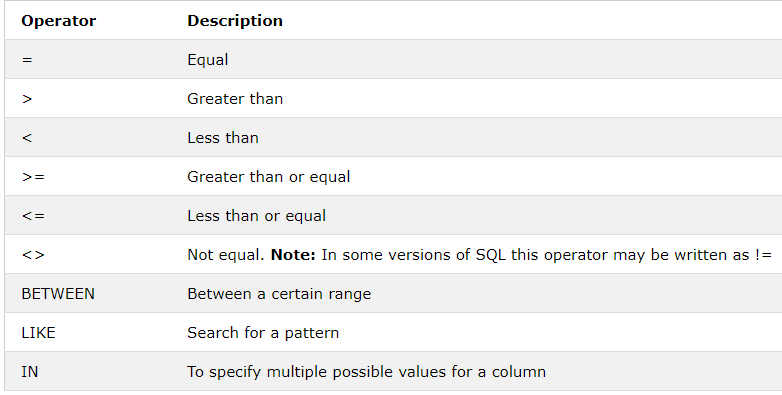 Operator Description
= Equal
> Greater than
< Less than
>= Greater than or equal
<= Less than or equal
<> Not equal. Note: In some versions of SQL this operator may be written as !=
BETWEEN Between a certain range
LIKE Search for a pattern
IN To specify multiple possible values for a column